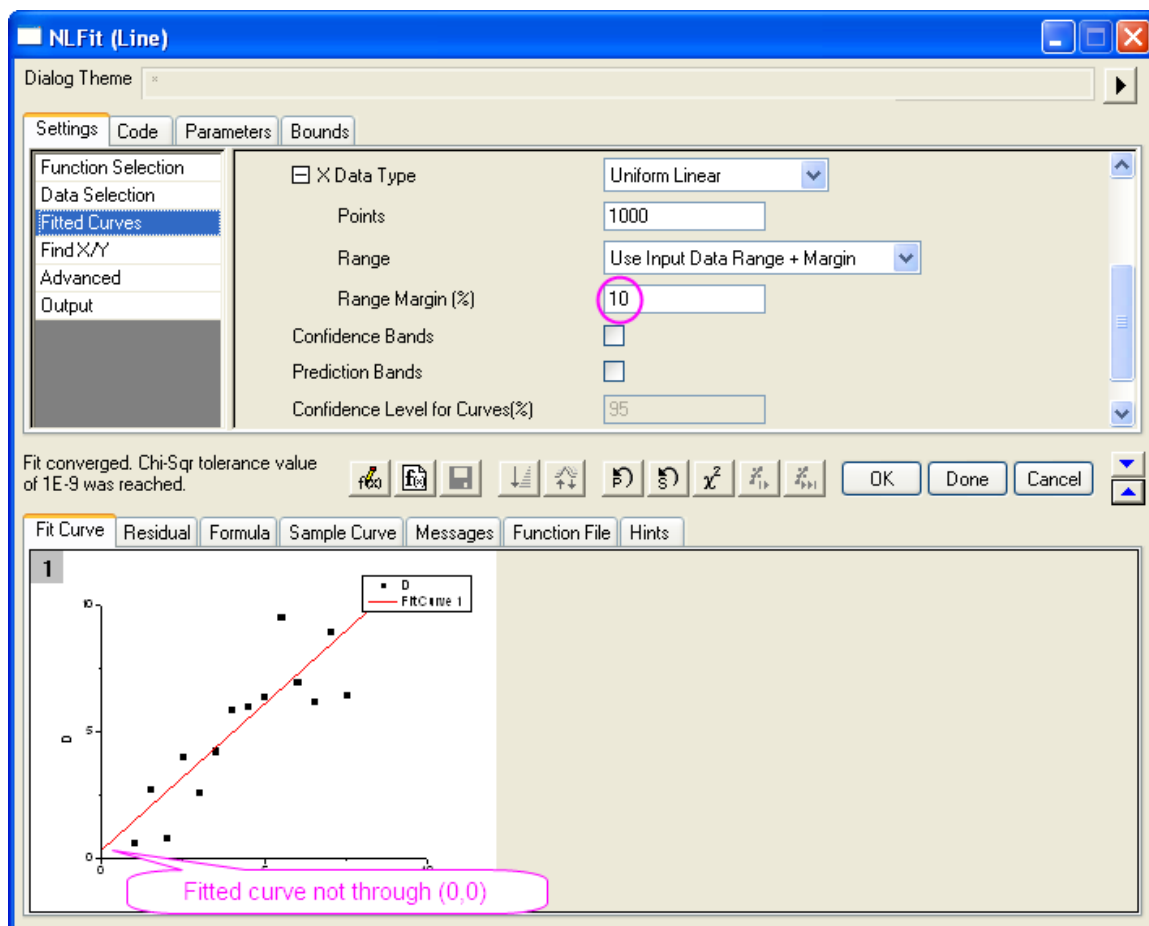 NLFit (Line)
Dialog Theme
*
Settings Code Parameters Bounds
Function Selection
Data Selection
Fitted Curves
Find X/Y
Advanced
Output
X Data Type Uniform Linear
Points 1000
Range Use Input Data Range + Margin
Range Margin (%) 10
Confidence Bands
Prediction Bands
Confidence Level for Curves(%) 95
Fit converged. Chi-Sqr tolerance value
of 1E-9 was reached.
OK Done Cancel
Fit Curve Residual Formula Sample Curve Messages Function File Hints
1
D
FitCurve 1
10
5
0
D
0
Fitted curve not through (0,0)